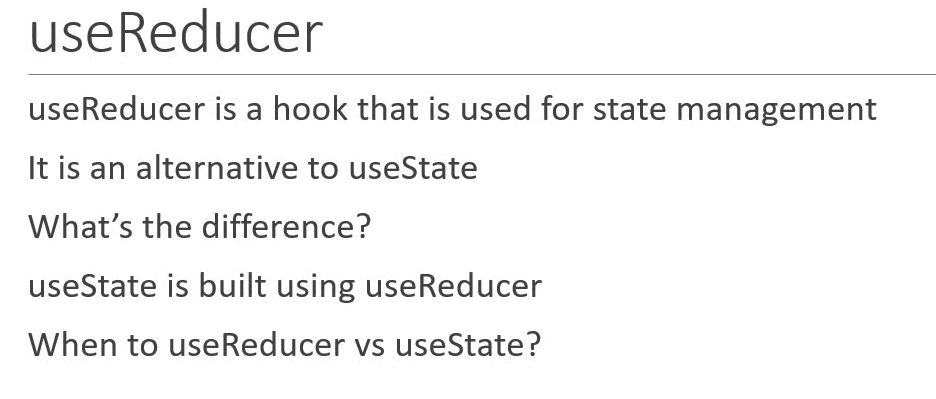 useReducer
useReducer is a hook that is used for state management
It is an alternative to useState
What’s the difference?
useState is built using useReducer
When to useReducer vs useState?